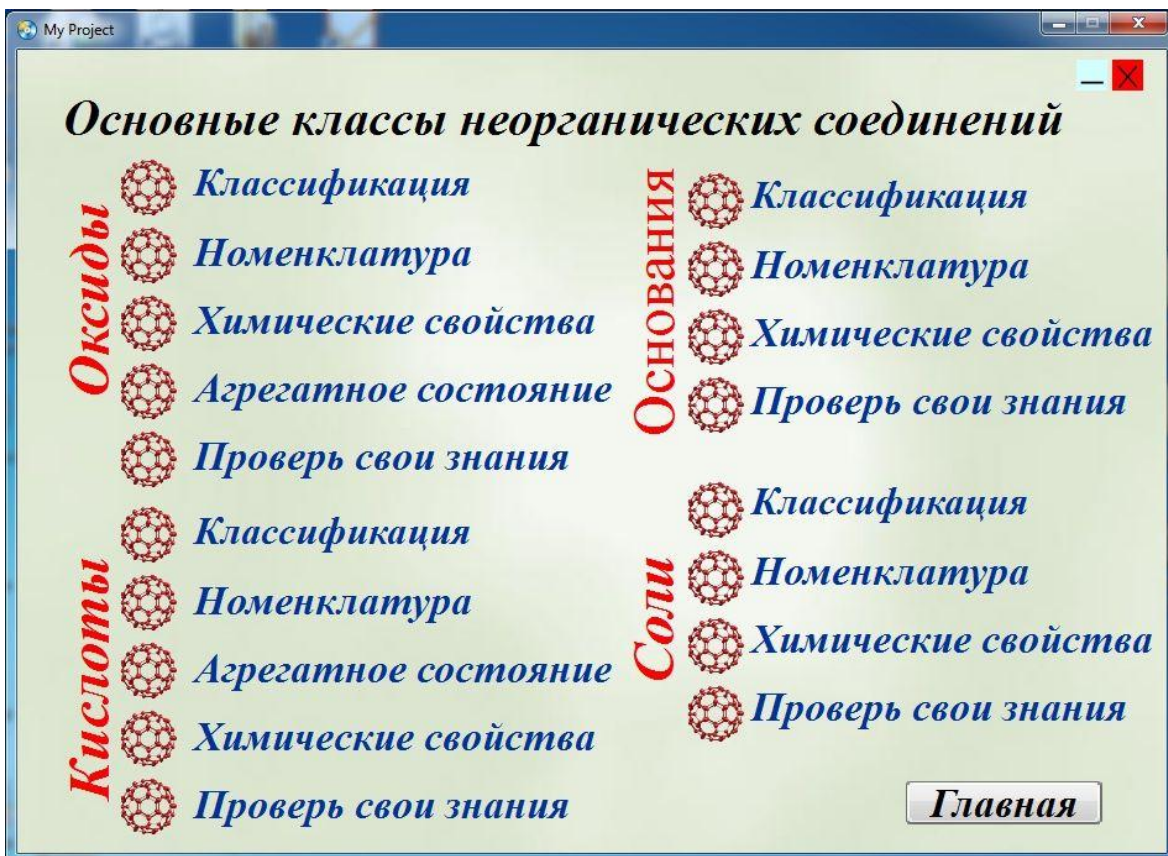 My Project
Основные классы неорганических соединений
Оксиды
Классификация
Номенклатура
Химические свойства
Агрегатное состояние
Проверь свои знания
Кислоты
Классификация
Номенклатура
Агрегатное состояние
Химические свойства
Проверь свои знания
Основания
Классификация
Номенклатура
Химические свойства
Проверь свои знания
Соли
Классификация
Номенклатура
Химические свойства
Проверь свои знания
Главная